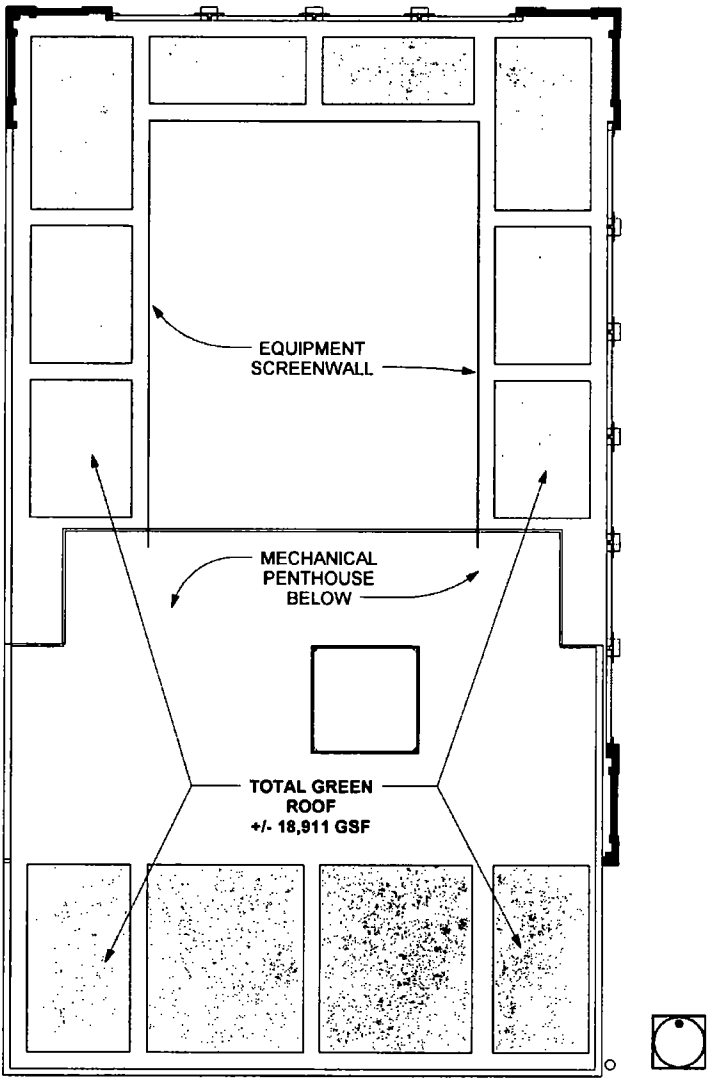 EQUIPMENT
SCREENWALL
MECHANICAL
PENTHOUSE
BELOW
TOTAL GREEN
ROOF
+/- 18,911 GSF